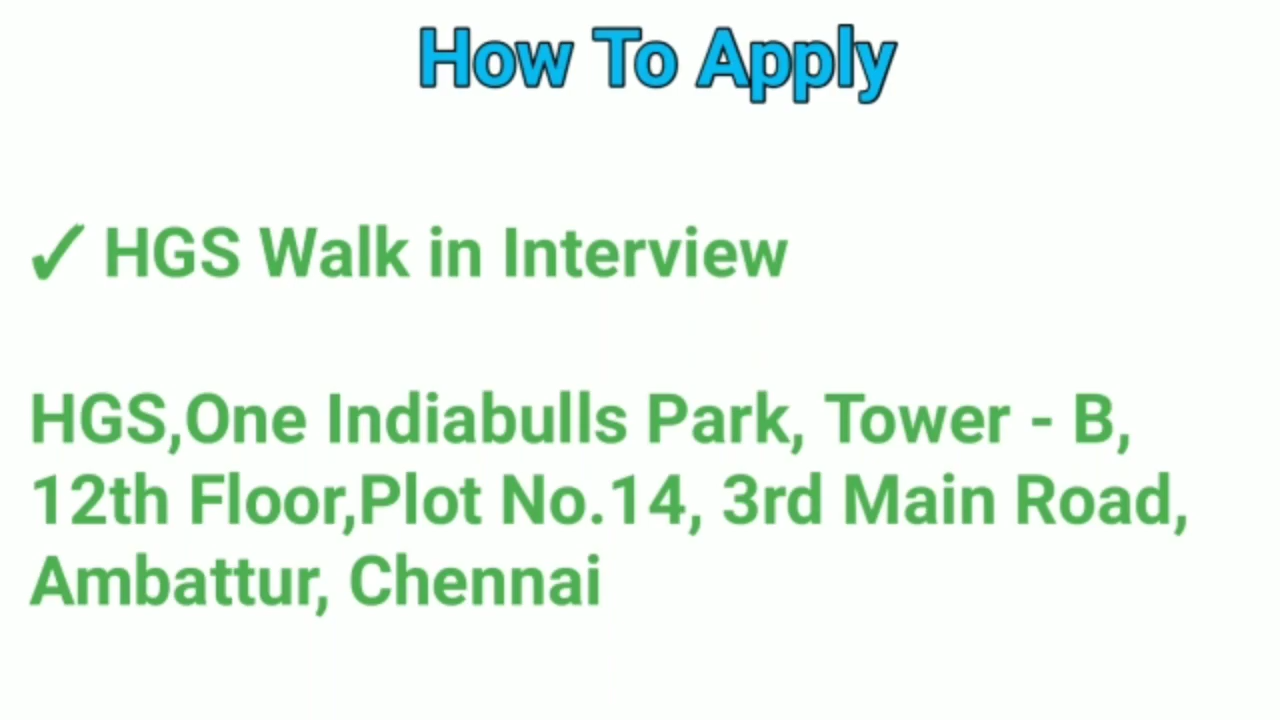 How To Apply
✓ HGS Walk in Interview
HGS,One Indiabulls Park, Tower - B,
12th Floor,Plot No.14, 3rd Main Road,
Ambattur, Chennai